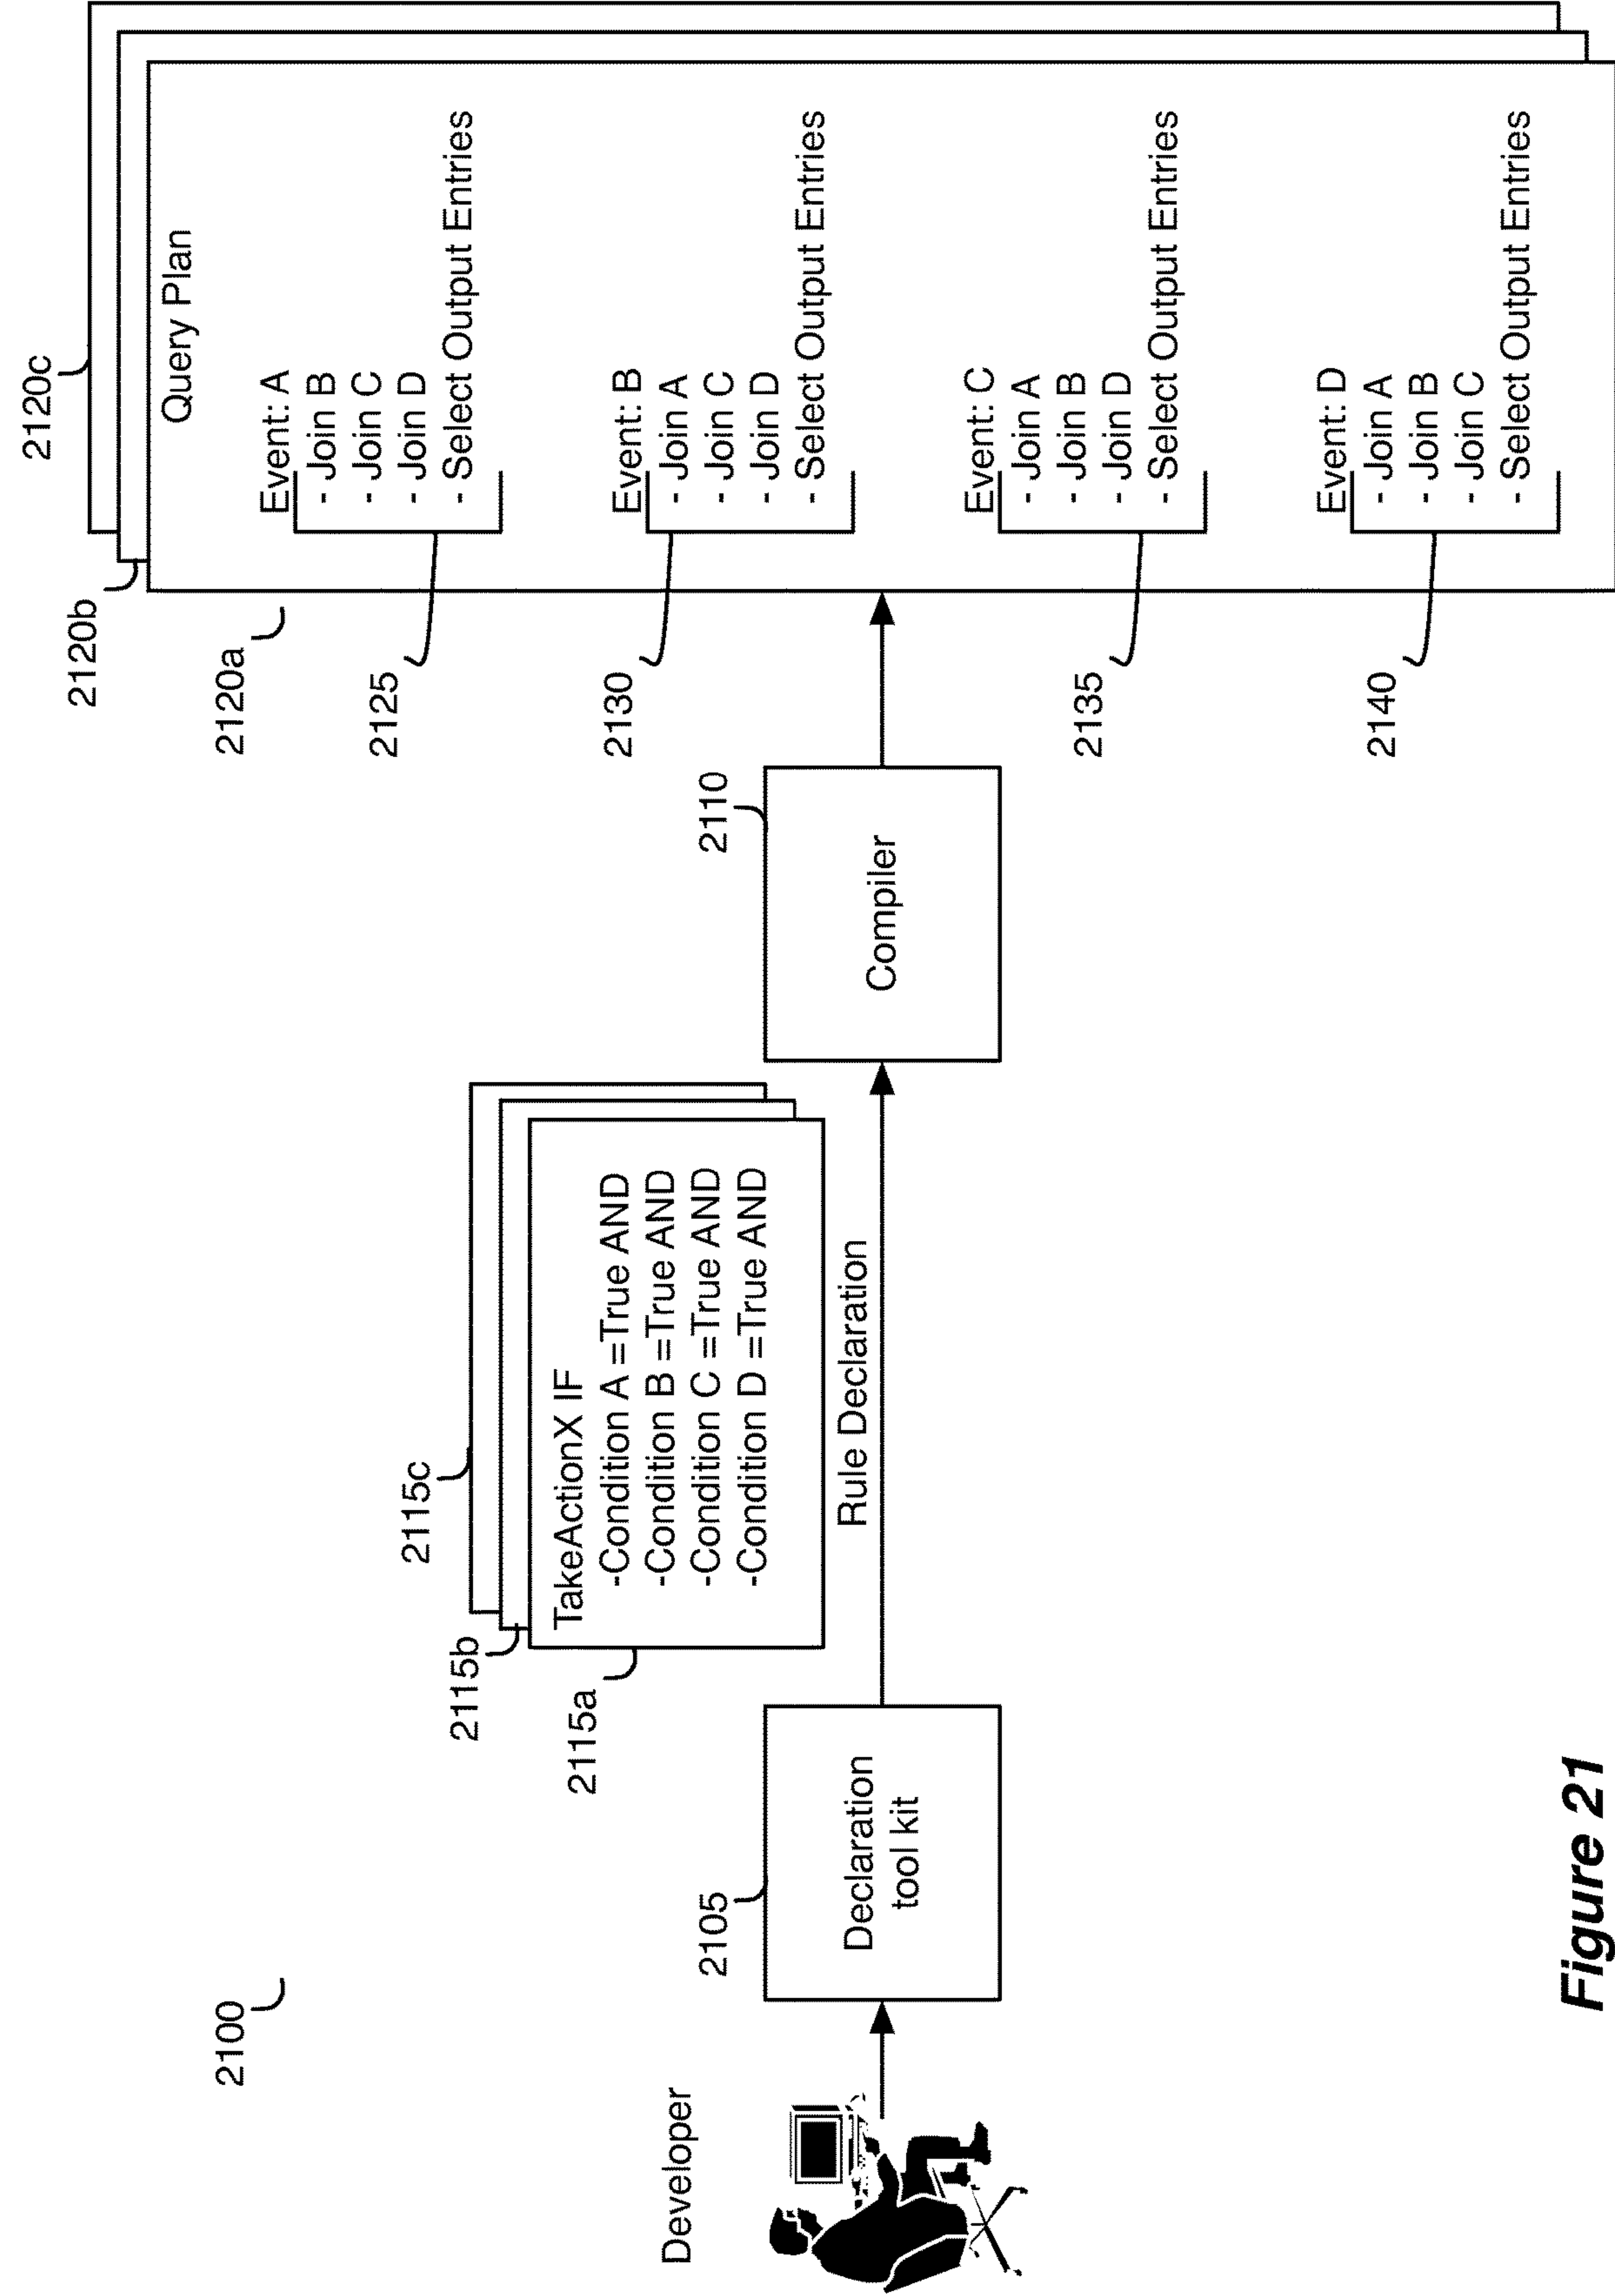 2100
Developer
2105
Declaration
tool kit
2115a
2115b
2115c
TakeActionX IF
-Condition A =True AND
-Condition B =True AND
-Condition C =True AND
-Condition D =True AND
Rule Declaration
2110
Compiler
2120a
2120b
2120c
Query Plan
2125
Event: A
- Join B
- Join C
- Join D
- Select Output Entries
2130
Event: B
- Join A
- Join C
- Join D
- Select Output Entries
2135
Event: C
- Join A
- Join B
- Join D
- Select Output Entries
2140
Event: D
- Join A
- Join B
- Join C
- Select Output Entries
Figure 21